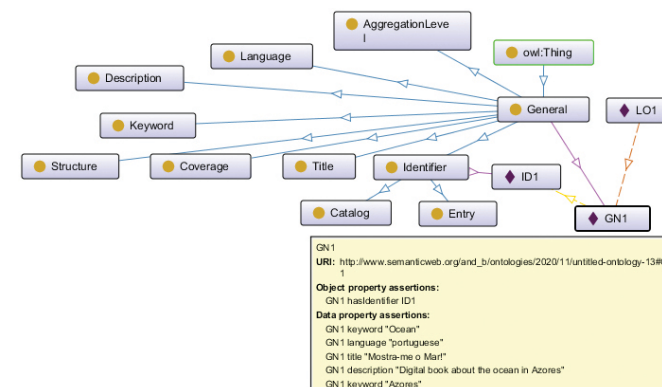 AggregationLeve
l
Language
owl:Thing
Description
General
LO1
Keyword
Structure
Coverage
Title
Identifier
ID1
Catalog
Entry
GN1
GN1
URI: http://www.semanticweb.org/and_b/ontologies/2020/11/untitled-ontology-13#
1
Object property assertions:
GN1 hasIdentifier ID1
Data property assertions:
GN1 keyword "Ocean"
GN1 language "portuguese"
GN1 title "Mostra-me o Mar!"
GN1 description "Digital book about the ocean in Azores"
GN1 keyword "Azores"